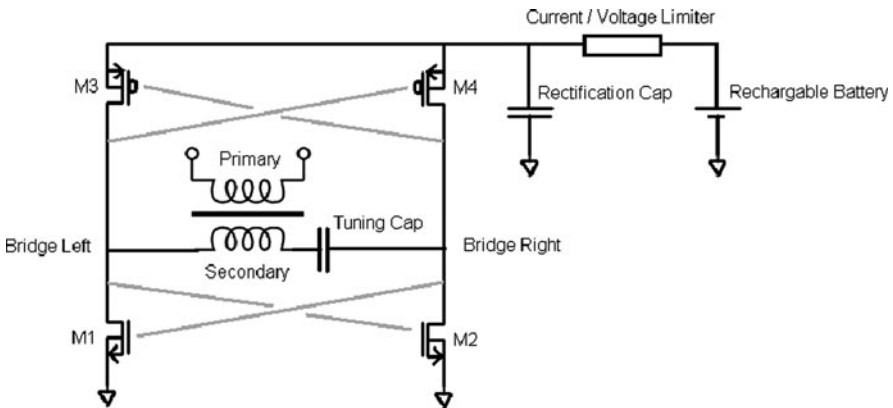 Current / Voltage Limiter
M3
M4
Rectification Cap
Rechargable Battery
Primary
Tuning Cap
Bridge Left
Bridge Right
Secondary
M1
M2